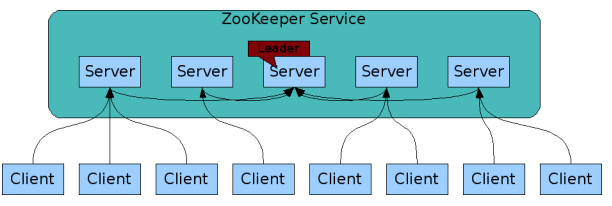 ZooKeeper Service
Leader
Server Server Server Server Server
Client Client Client Client Client Client Client Client